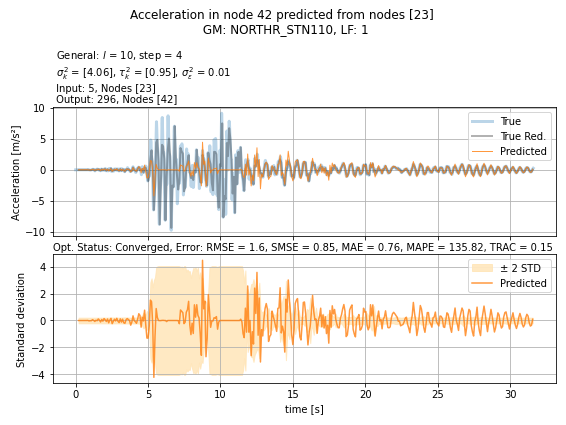 Acceleration in node 42 predicted from nodes [23]
GM: NORTHR_STN110, LF: 1
General: l = 10, step = 4
σ²ₖ = [4.06], τ²ₖ = [0.95], σ²ε = 0.01
Input: 5, Nodes [23]
Output: 296, Nodes [42]
Acceleration [m/s²]
10
5
0
−5
−10
True
True Red.
Predicted
Opt. Status: Converged, Error: RMSE = 1.6, SMSE = 0.85, MAE = 0.76, MAPE = 135.82, TRAC = 0.15
Standard deviation
4
2
0
−2
−4
± 2 STD
Predicted
0 5 10 15 20 25 30
time [s]